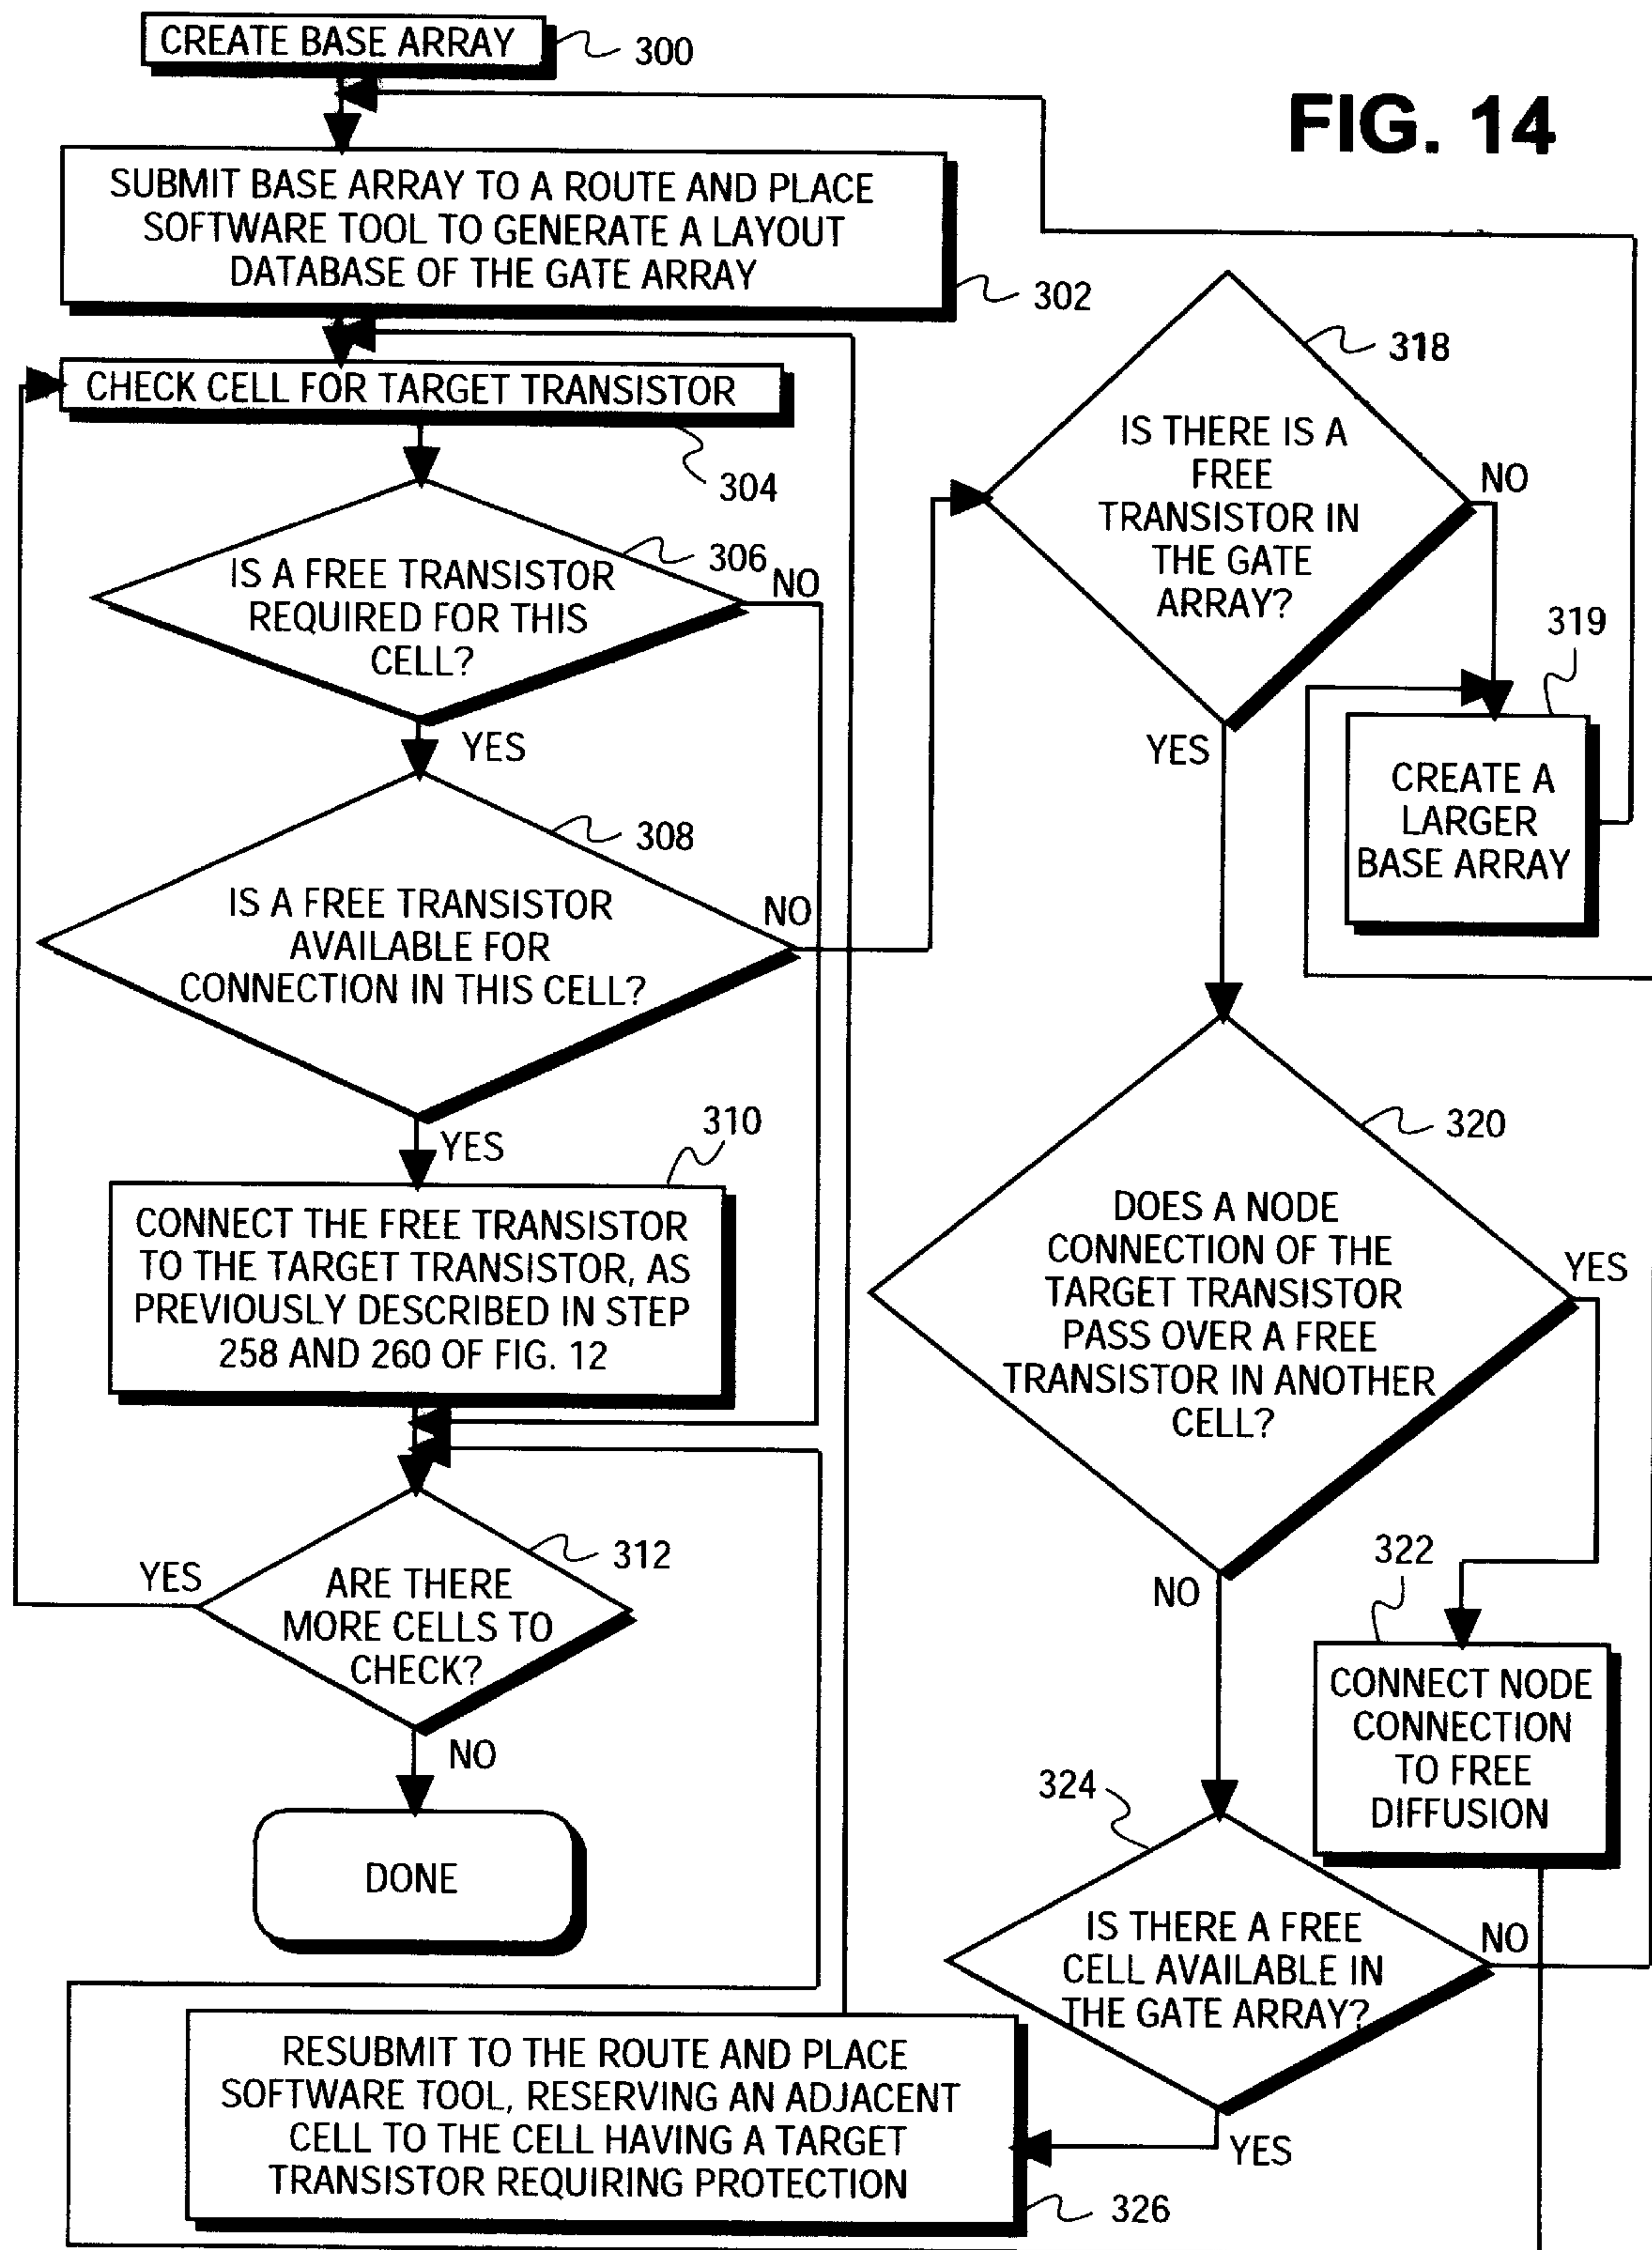 CREATE BASE ARRAY
300
FIG. 14
SUBMIT BASE ARRAY TO A ROUTE AND PLACE
SOFTWARE TOOL TO GENERATE A LAYOUT
DATABASE OF THE GATE ARRAY
302
CHECK CELL FOR TARGET TRANSISTOR
304
IS A FREE TRANSISTOR
REQUIRED FOR THIS
CELL?
306
NO
YES
IS A FREE TRANSISTOR
AVAILABLE FOR
CONNECTION IN THIS CELL?
308
NO
YES
310
CONNECT THE FREE TRANSISTOR
TO THE TARGET TRANSISTOR, AS
PREVIOUSLY DESCRIBED IN STEP
258 AND 260 OF FIG. 12
ARE THERE
MORE CELLS TO
CHECK?
312
YES
NO
DONE
318
IS THERE IS A
FREE
TRANSISTOR IN
THE GATE
ARRAY?
NO
YES
319
CREATE A
LARGER
BASE ARRAY
320
DOES A NODE
CONNECTION OF THE
TARGET TRANSISTOR
PASS OVER A FREE
TRANSISTOR IN ANOTHER
CELL?
YES
NO
322
CONNECT NODE
CONNECTION
TO FREE
DIFFUSION
324
IS THERE A FREE
CELL AVAILABLE IN
THE GATE ARRAY?
NO
YES
RESUBMIT TO THE ROUTE AND PLACE
SOFTWARE TOOL, RESERVING AN ADJACENT
CELL TO THE CELL HAVING A TARGET
TRANSISTOR REQUIRING PROTECTION
326